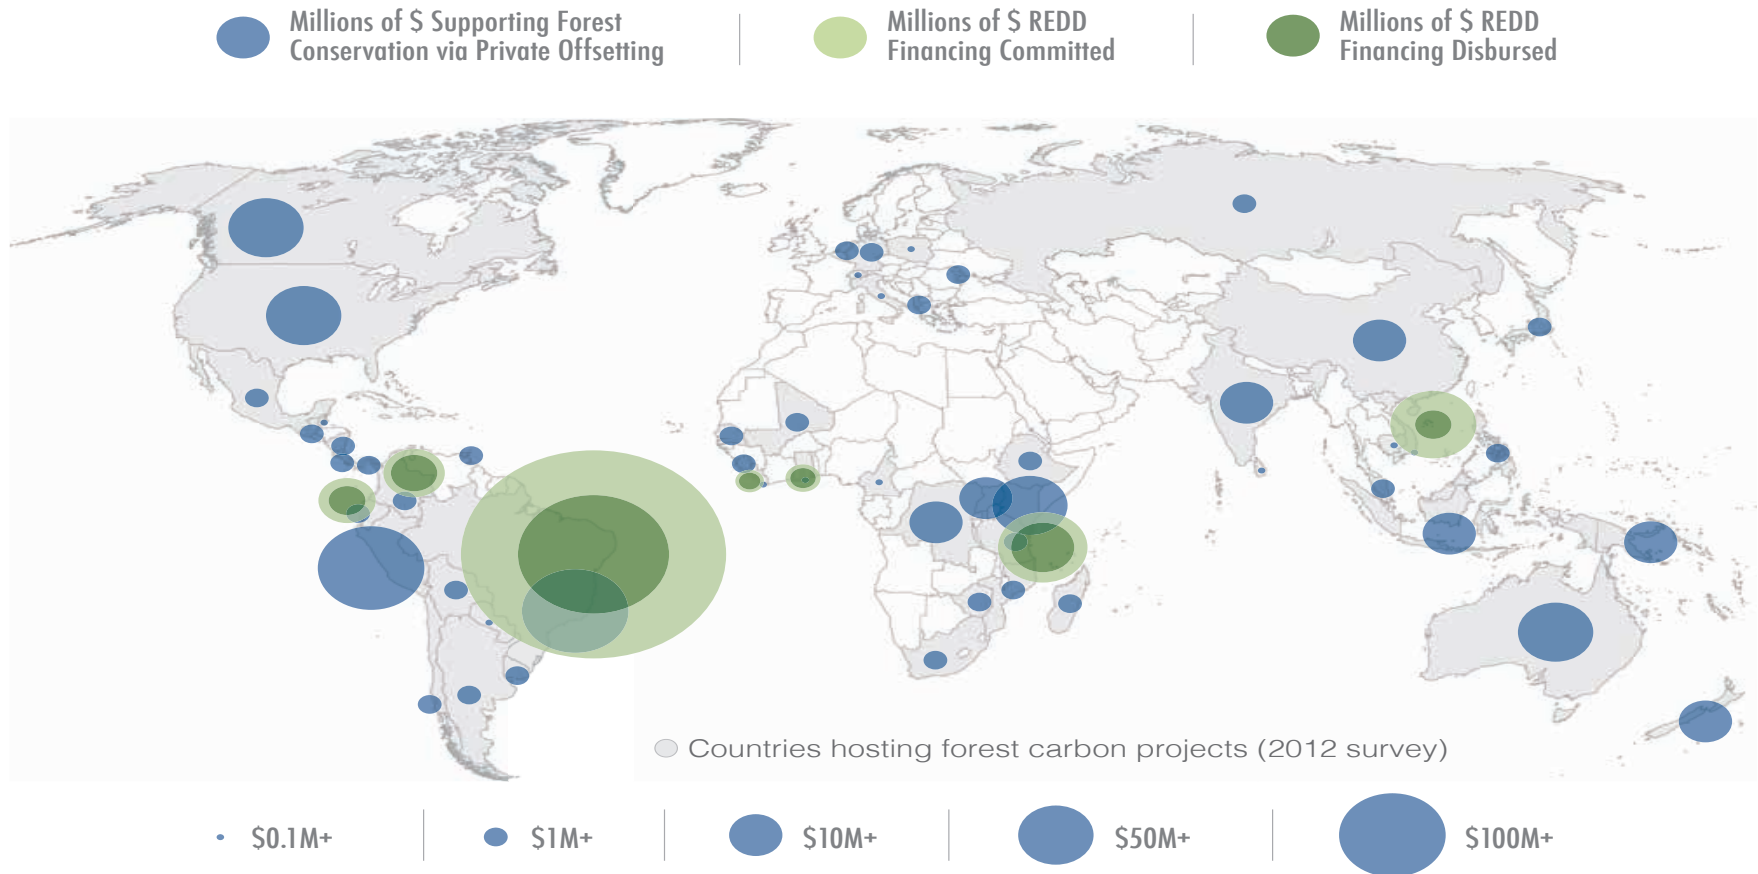 Millions of $ Supporting Forest
Conservation via Private Offsetting
Millions of $ REDD
Financing Committed
Millions of $ REDD
Financing Disbursed
Countries hosting forest carbon projects (2012 survey)
$0.1M+
$1M+
$10M+
$50M+
$100M+